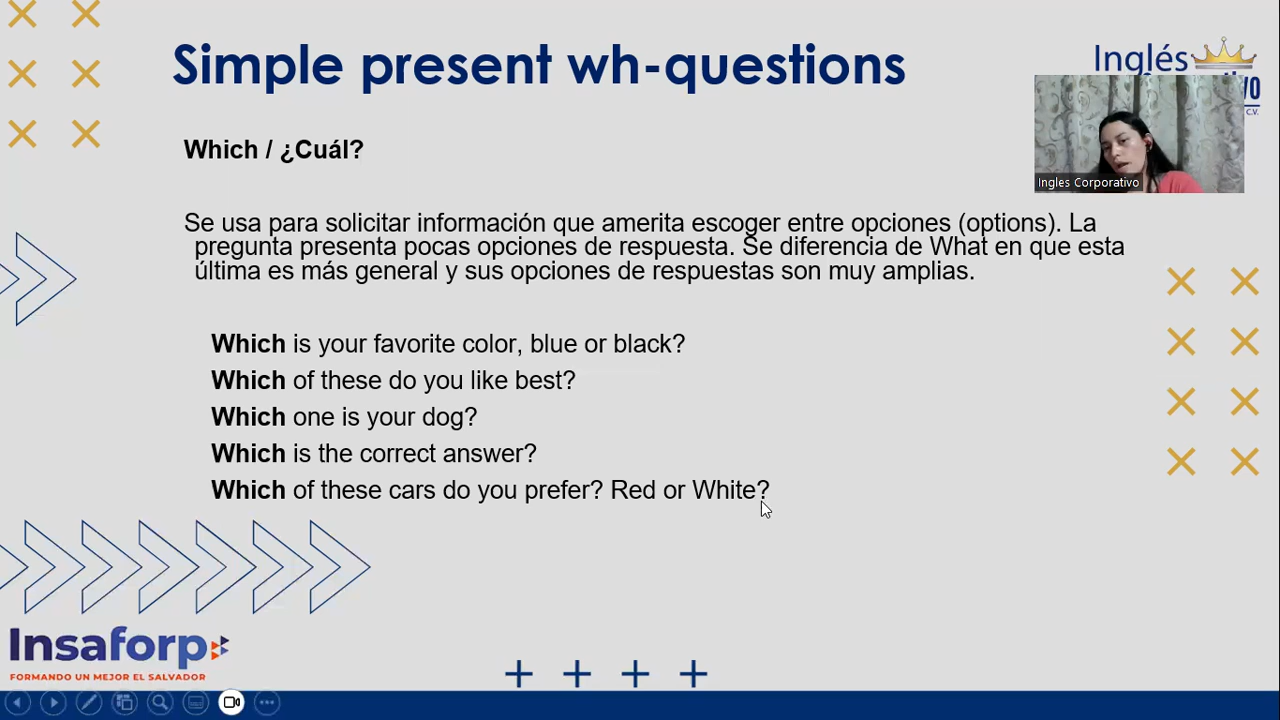 Simple present wh-questions
Inglés
VO
C.V.
Ingles Corporativo
Which / ¿Cuál?
Se usa para solicitar información que amerita escoger entre opciones (options). La
pregunta presenta pocas opciones de respuesta. Se diferencia de What en que esta
última es más general y sus opciones de respuestas son muy amplias.
Which is your favorite color, blue or black?
Which of these do you like best?
Which one is your dog?
Which is the correct answer?
Which of these cars do you prefer? Red or White?
Insaforp
FORMANDO UN MEJOR EL SALVADOR